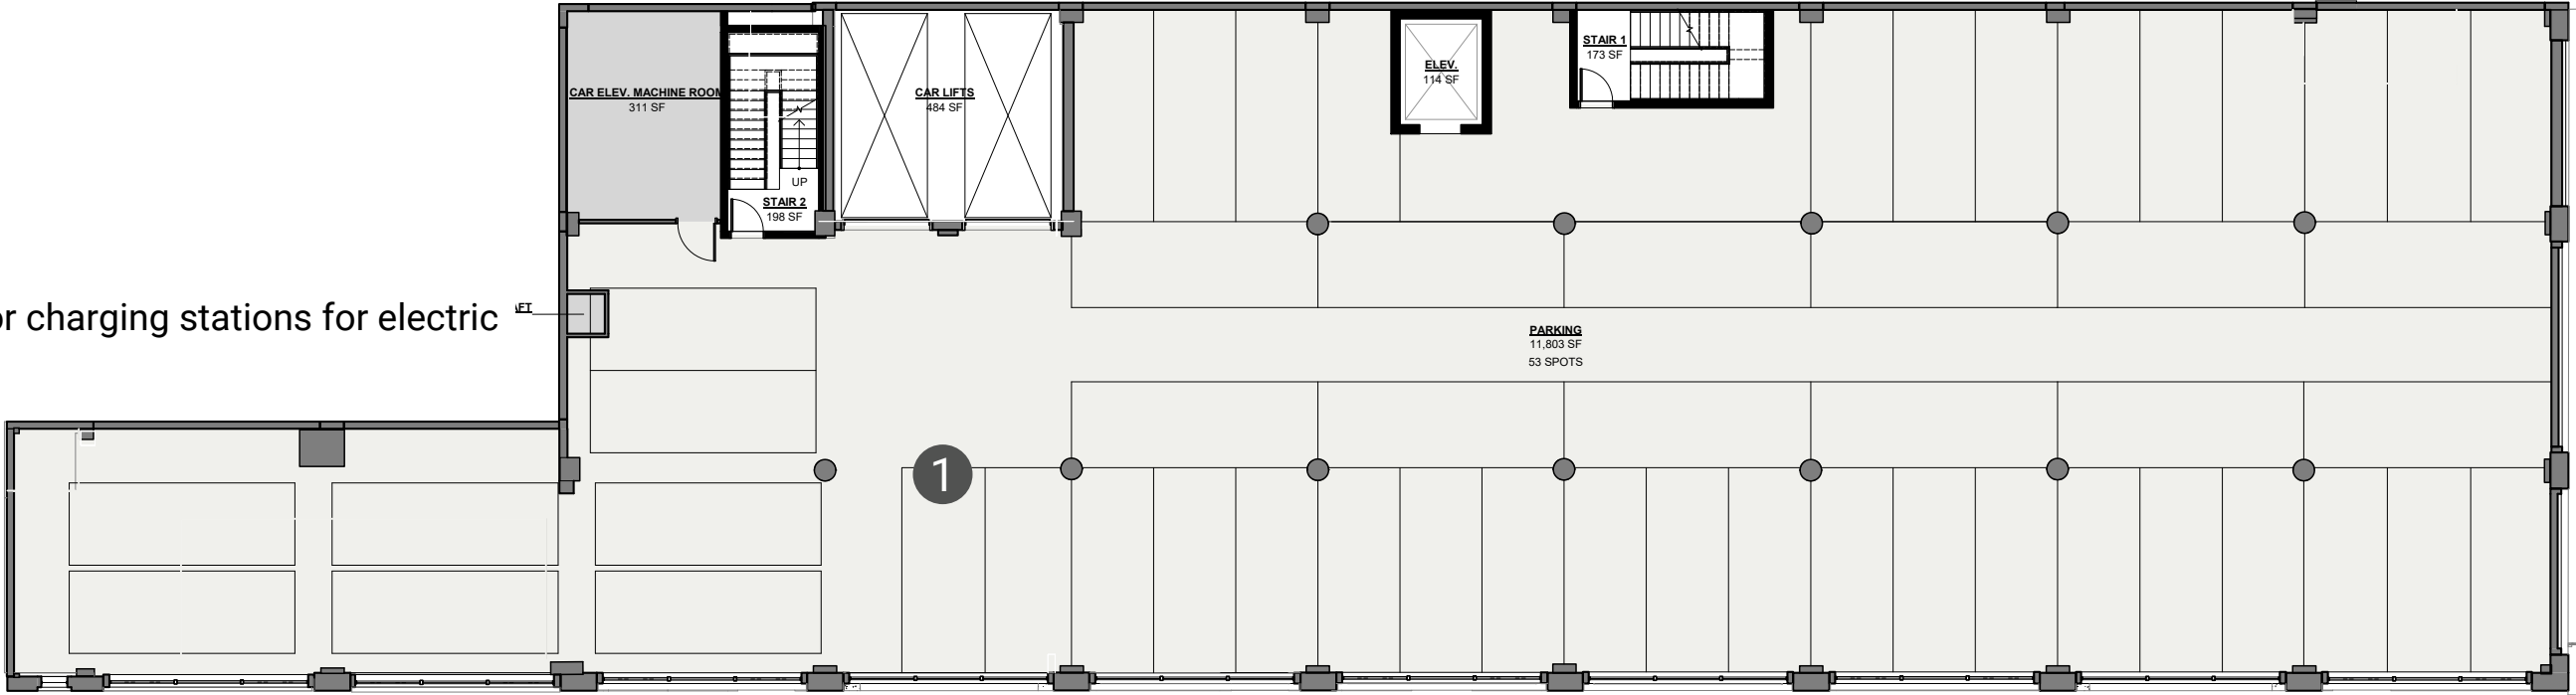 CAR ELEV. MACHINE ROOM
311 SF
UP
STAIR 2
198 SF
CAR LIFTS
484 SF
ELEV.
114 SF
STAIR 1
173 SF
charging stations for electric
PARKING
11,803 SF
53 SPOTS
1